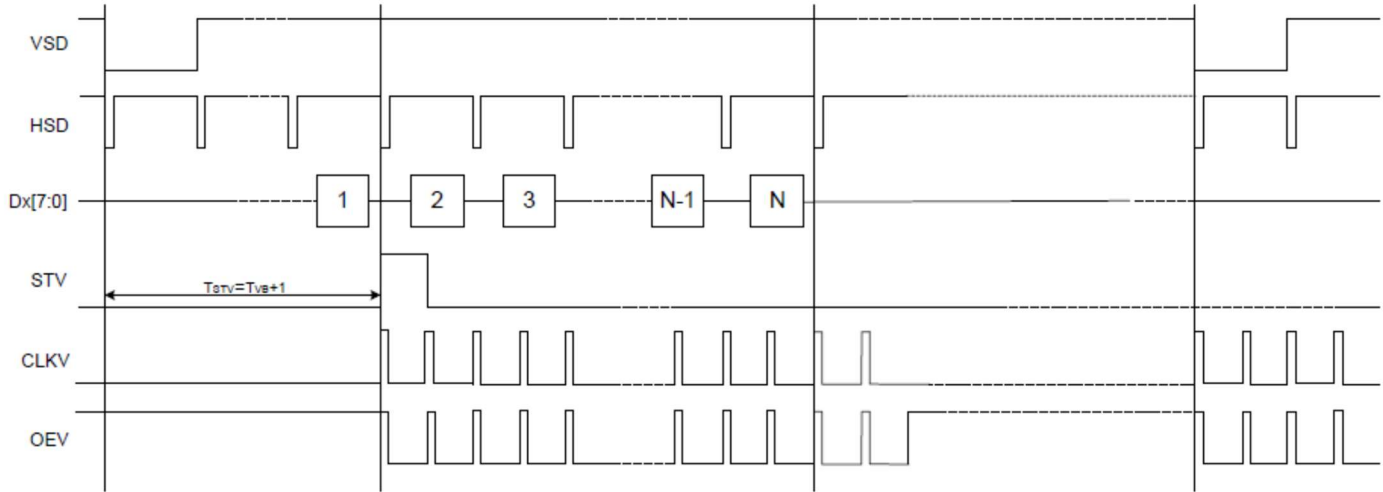 VSD
HSD
Dx[7:0] 1 2 3 N-1 N
STV TSTV=TVB+1
CLKV
OEV